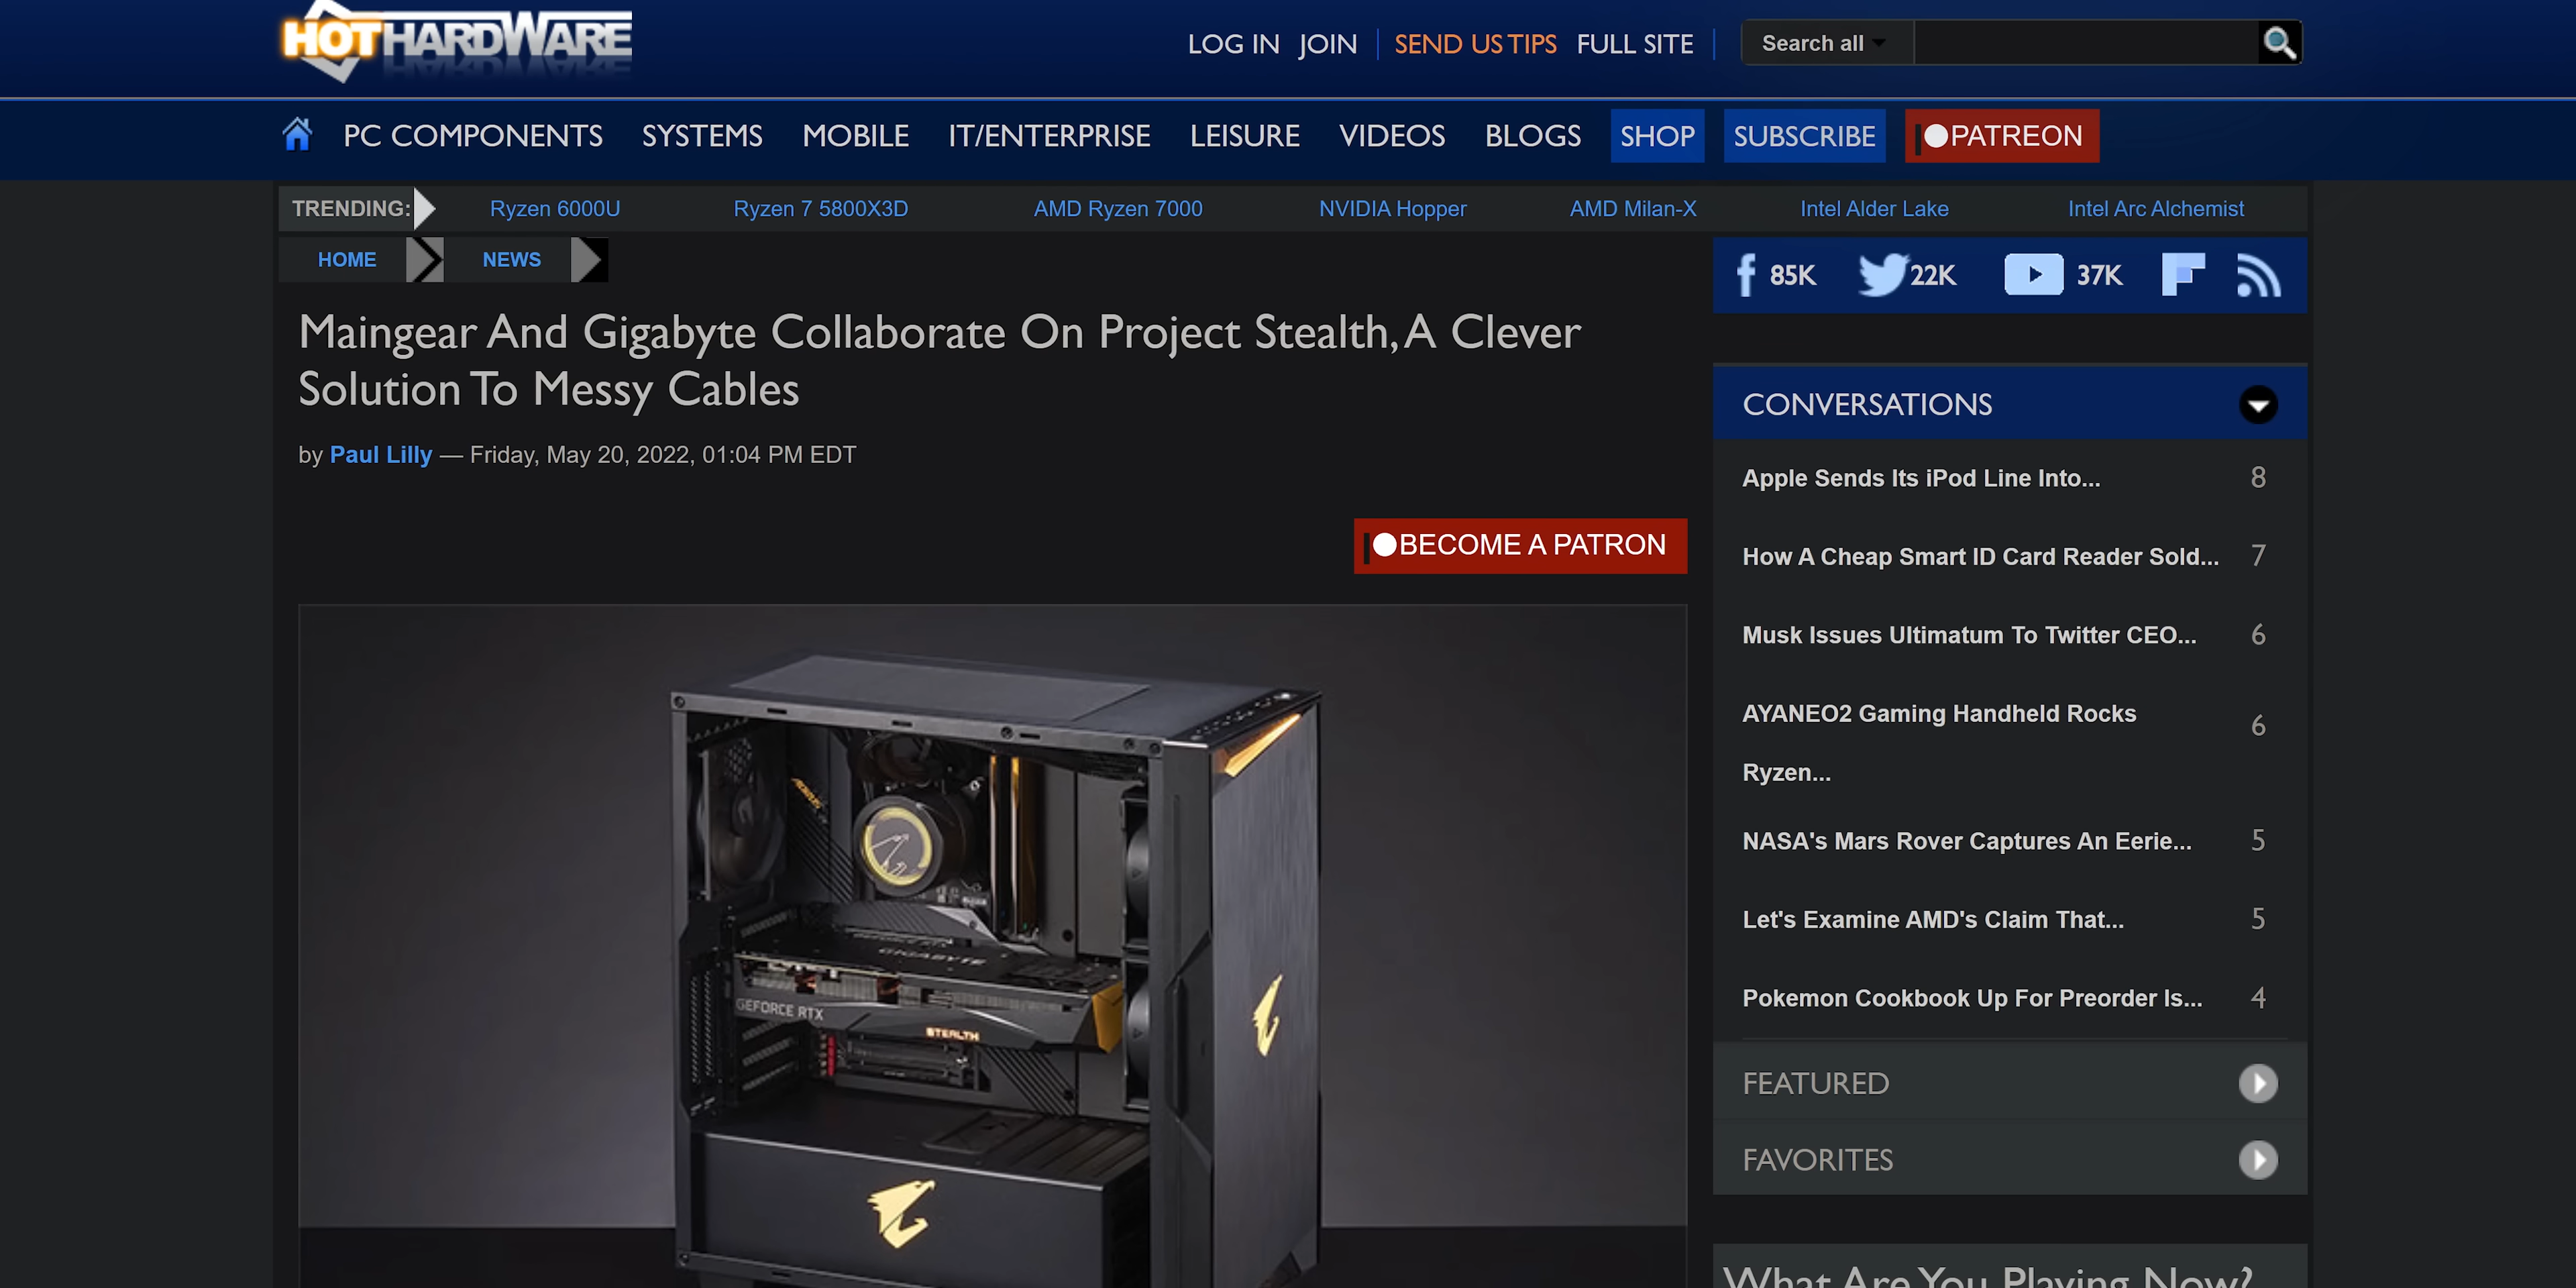 HOTHARDWARE
LOG IN JOIN SEND US TIPS FULL SITE Search all
PC COMPONENTS SYSTEMS MOBILE IT/ENTERPRISE LEISURE VIDEOS BLOGS SHOP SUBSCRIBE PATREON
TRENDING: Ryzen 6000U Ryzen 7 5800X3D AMD Ryzen 7000 NVIDIA Hopper AMD Milan-X Intel Alder Lake Intel Arc Alchemist
HOME NEWS
85K 22K 37K
Maingear And Gigabyte Collaborate On Project Stealth, A Clever
Solution To Messy Cables
by Paul Lilly — Friday, May 20, 2022, 01:04 PM EDT
BECOME A PATRON
GIGABYTE
GEFORCE RTX
STEALTH
CONVERSATIONS
Apple Sends Its iPod Line Into... 8
How A Cheap Smart ID Card Reader Sold... 7
Musk Issues Ultimatum To Twitter CEO... 6
AYANEO2 Gaming Handheld Rocks
Ryzen... 6
NASA's Mars Rover Captures An Eerie... 5
Let's Examine AMD's Claim That... 5
Pokemon Cookbook Up For Preorder Is... 4
FEATURED
FAVORITES
What Are You Playing Now?